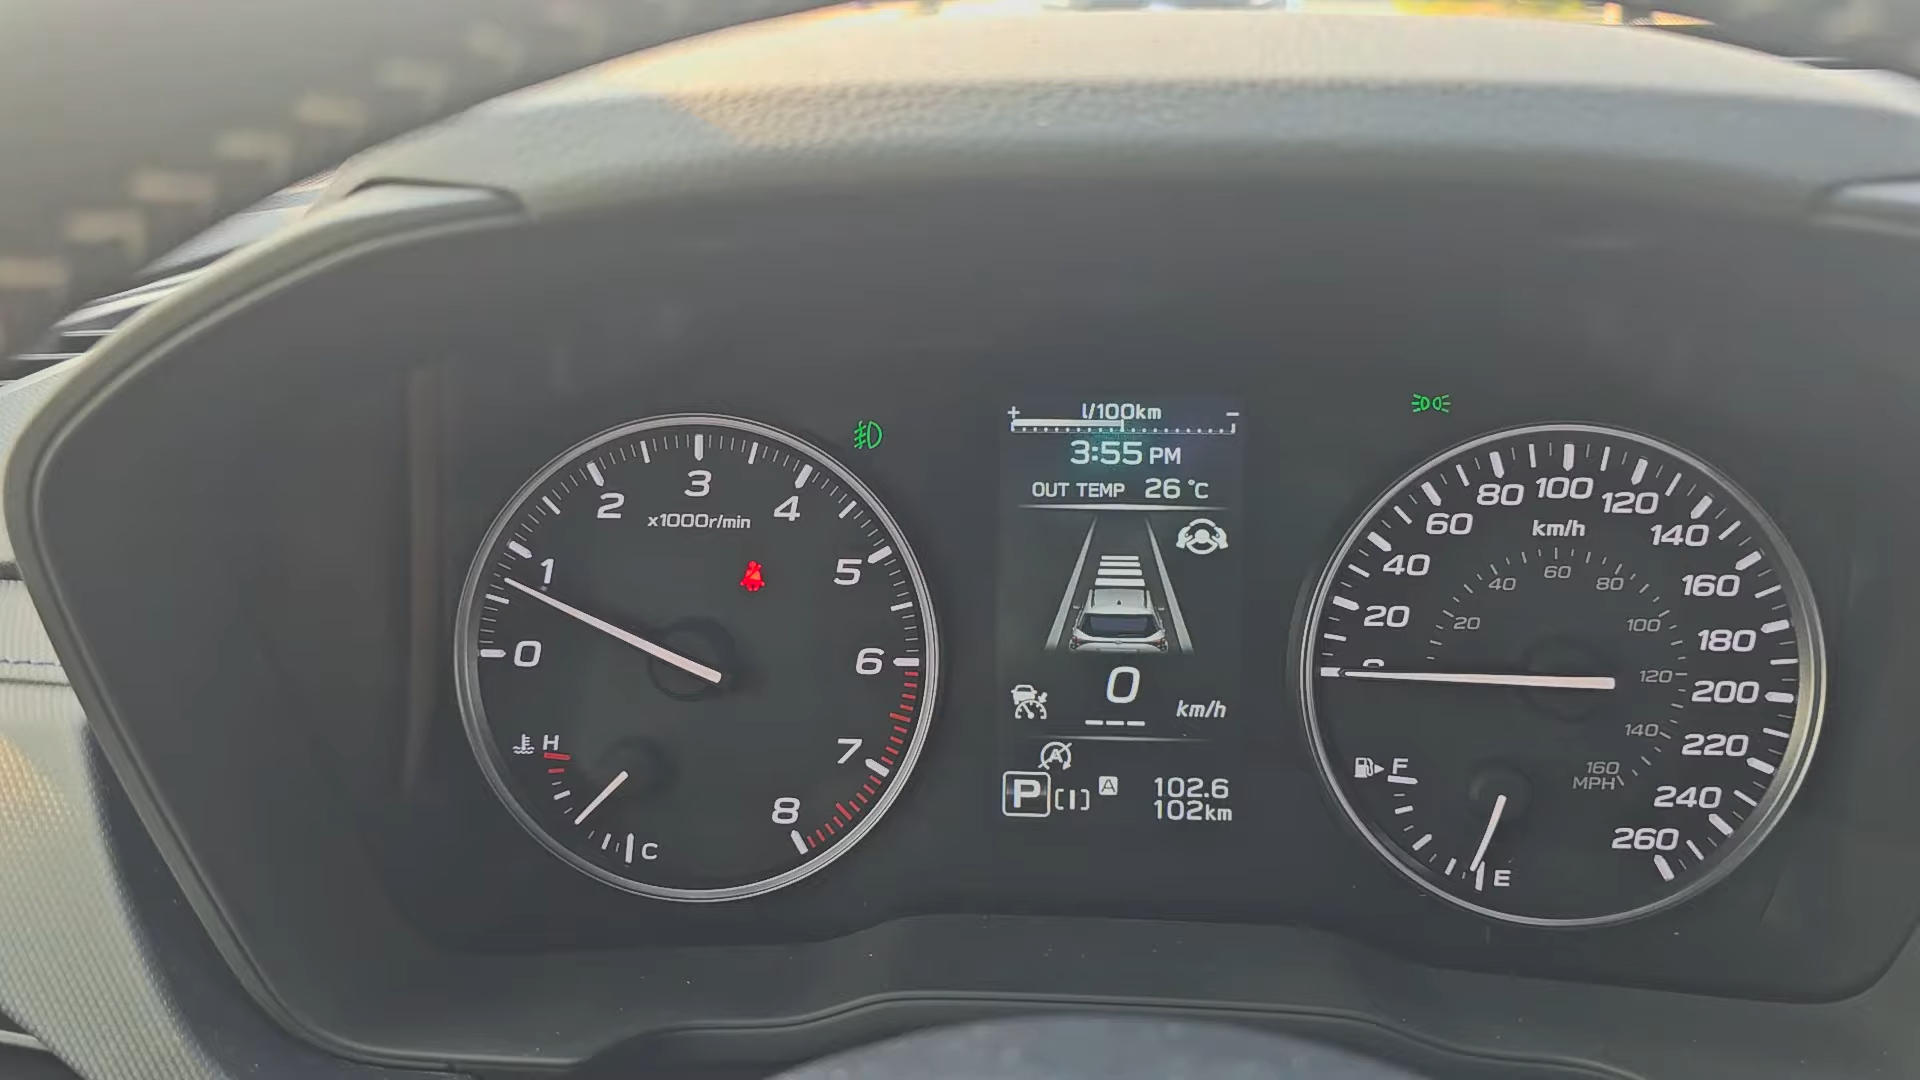 + l/100km −
3:55 PM
OUT TEMP 26 °C
0
---
km/h
P [I] A
102.6
102km
0
1
2
3
4
5
6
7
8
x1000r/min
H
C
20
40
60
80
100
120
140
160
180
200
220
240
260
km/h
20
40
60
80
100
120
140
160
MPH
F
E